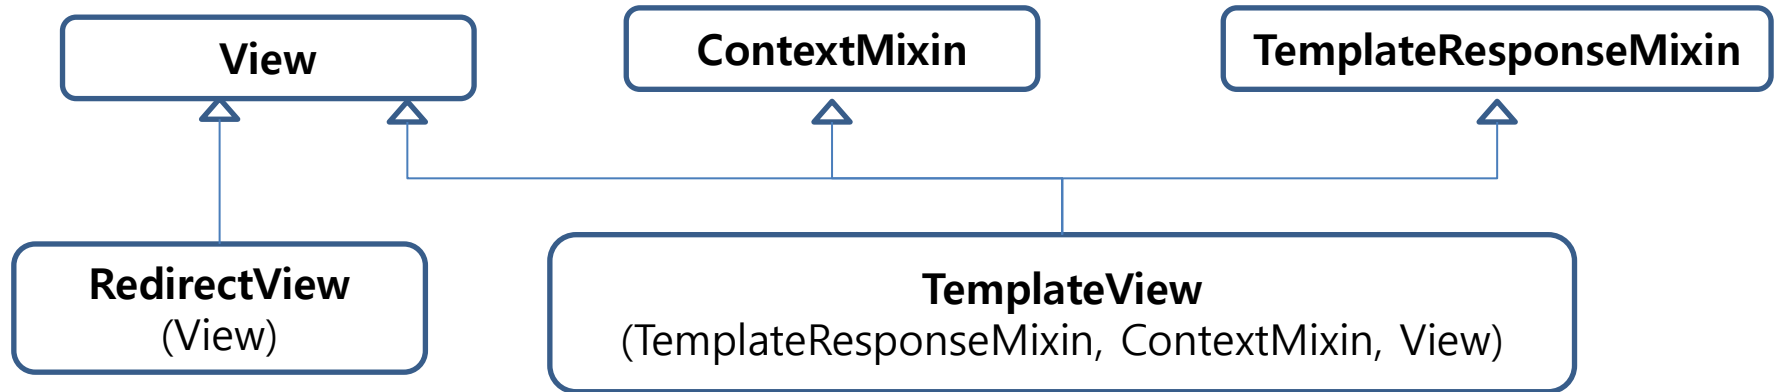 View
ContextMixin
TemplateResponseMixin
RedirectView
(View)
TemplateView
(TemplateResponseMixin, ContextMixin, View)